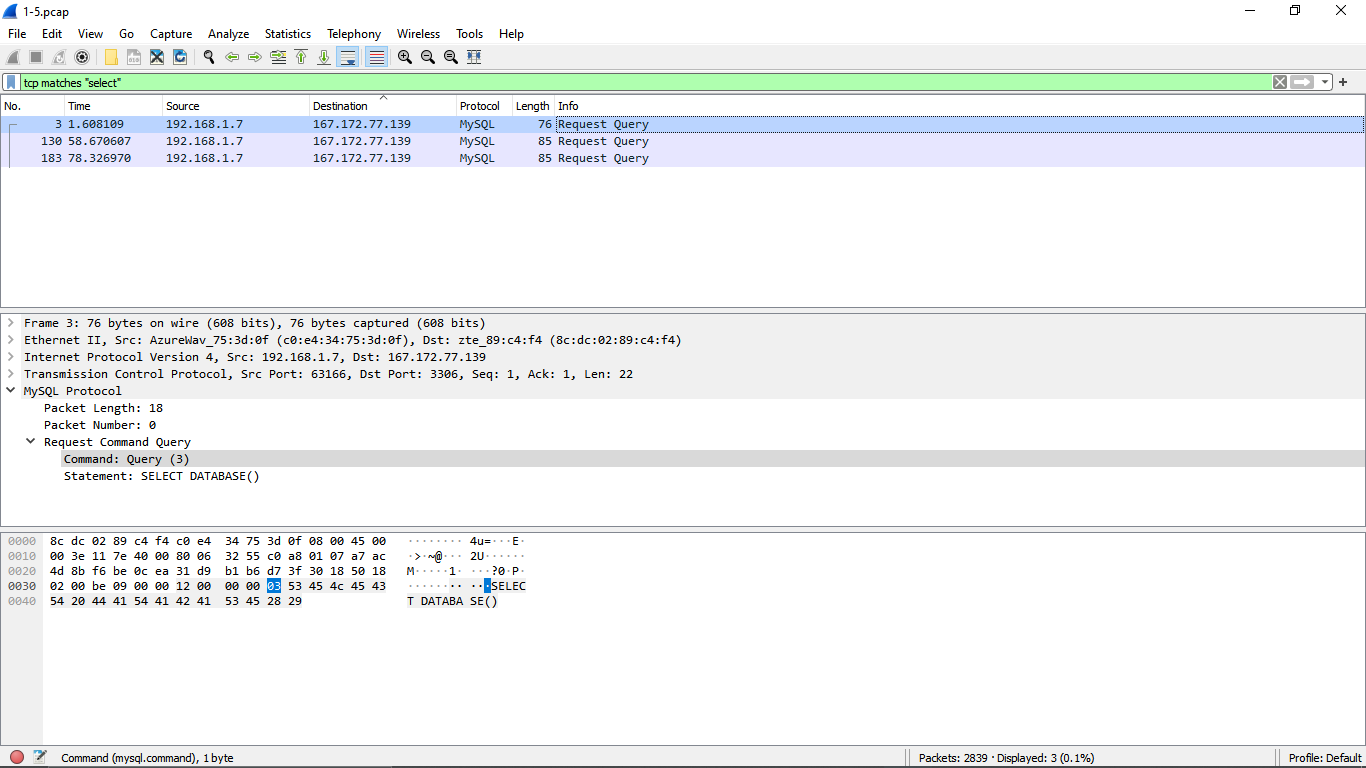 1-5.pcap
File Edit View Go Capture Analyze Statistics Telephony Wireless Tools Help
tcp matches "select"
No. Time Source Destination Protocol Length Info
3 1.608109 192.168.1.7 167.172.77.139 MySQL 76 Request Query
130 58.670607 192.168.1.7 167.172.77.139 MySQL 85 Request Query
183 78.326970 192.168.1.7 167.172.77.139 MySQL 85 Request Query
Frame 3: 76 bytes on wire (608 bits), 76 bytes captured (608 bits)
Ethernet II, Src: AzureWav_75:3d:0f (c0:e4:34:75:3d:0f), Dst: zte_89:c4:f4 (8c:dc:02:89:c4:f4)
Internet Protocol Version 4, Src: 192.168.1.7, Dst: 167.172.77.139
Transmission Control Protocol, Src Port: 63166, Dst Port: 3306, Seq: 1, Ack: 1, Len: 22
MySQL Protocol
Packet Length: 18
Packet Number: 0
Request Command Query
Command: Query (3)
Statement: SELECT DATABASE()
0000 8c dc 02 89 c4 f4 c0 e4 34 75 3d 0f 08 00 45 00 ········ 4u=···E·
0010 00 3e 11 7e 40 00 80 06 32 55 c0 a8 01 07 a7 ac ·>·~@··· 2U······
0020 4d 8b f6 be 0c ea 31 d9 b1 b6 d7 3f 30 18 50 18 M·····1· ···?0·P·
0030 02 00 be 09 00 00 12 00 00 00 03 53 45 4c 45 43 ········ ···SELEC
0040 54 20 44 41 54 41 42 41 53 45 28 29 T DATABA SE()
Command (mysql.command), 1 byte
Packets: 2839 · Displayed: 3 (0.1%)
Profile: Default